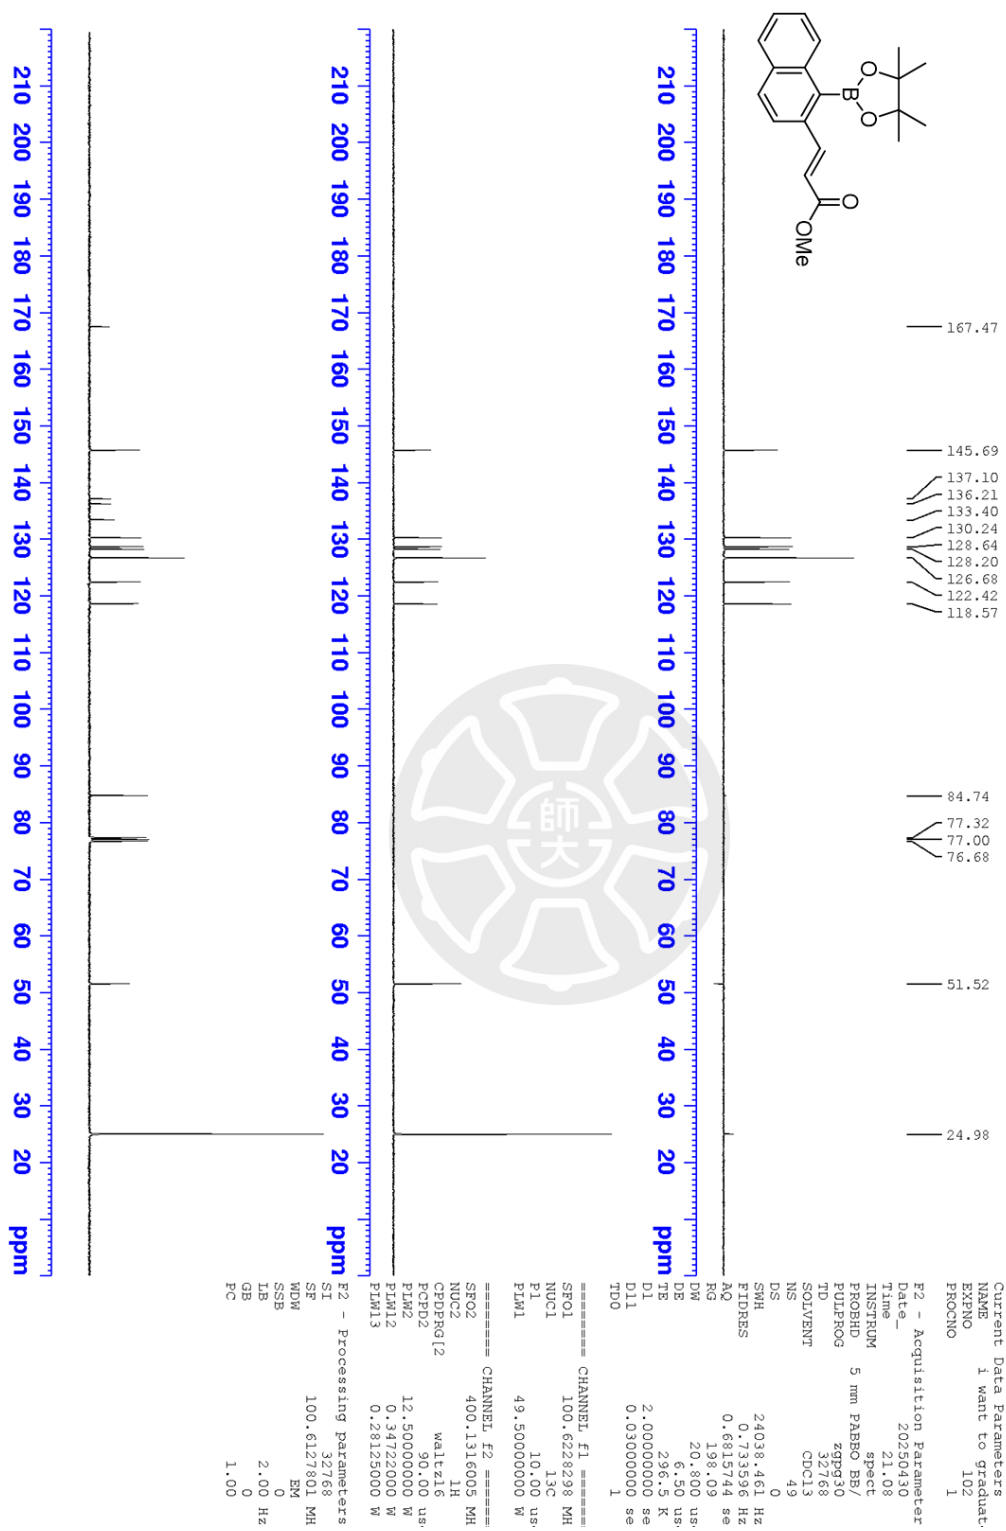 O
O
B
O
OMe
167.47
145.69
137.10
136.21
133.40
130.24
128.64
128.20
126.68
122.42
118.57
84.74
77.32
77.00
76.68
51.52
24.98
210 200 190 180 170 160 150 140 130 120 110 100 90 80 70 60 50 40 30 20 ppm
210 200 190 180 170 160 150 140 130 120 110 100 90 80 70 60 50 40 30 20 ppm
210 200 190 180 170 160 150 140 130 120 110 100 90 80 70 60 50 40 30 20 ppm
師大
Current Data Parameters
NAME i want to graduate
EXPNO 102
PROCNO 1
F2 - Acquisition Parameter
Date_ 20250430
Time 21.08
INSTRUM spect
PROBHD 5 mm PABBO BB/
PULPROG zgpg30
TD 32768
SOLVENT CDCl3
NS 49
DS 0
SWH 24038.461 Hz
FIDRES 0.733596 Hz
AQ 0.6815744 se
RG 198.09
DW 20.800 us
DE 6.50 us
TE 296.5 K
D1 2.00000000 se
D11 0.03000000 se
TD0 1
======== CHANNEL f1 ========
SFO1 100.6228298 MH
NUC1 13C
P1 10.00 us
PLW1 49.50000000 W
======== CHANNEL f2 ========
SFO2 400.1316005 MH
NUC2 1H
CPDPRG[2 waltz16
PCPD2 90.00 us
PLW2 12.50000000 W
PLW12 0.34722000 W
PLW13 0.28125000 W
F2 - Processing parameters
SI 32768
SF 100.6127801 MH
WDW EM
SSB 0
LB 2.00 Hz
GB 0
PC 1.00